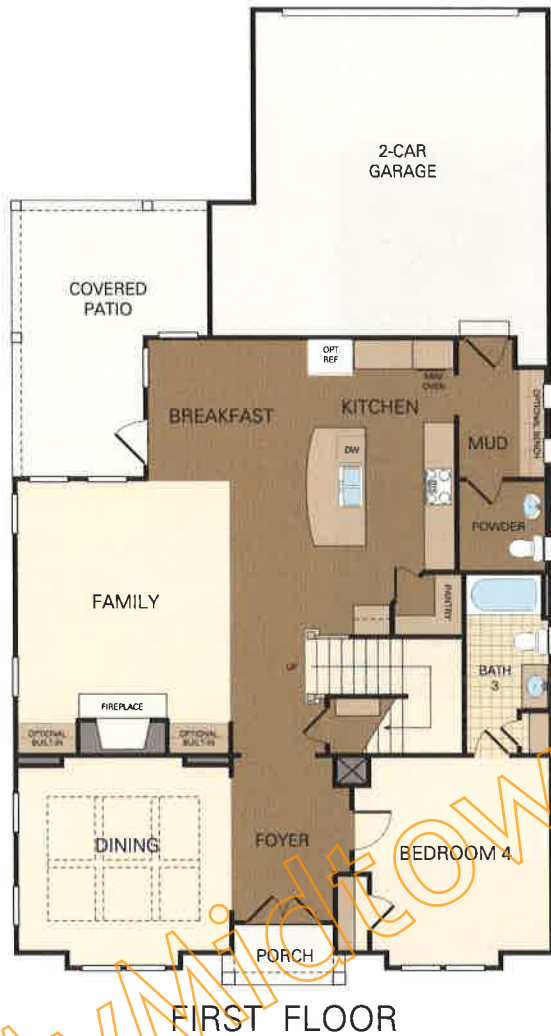 2-CAR
GARAGE
COVERED
PATIO
OPT.
REF
MW/
OVEN
BREAKFAST
KITCHEN
OPTIONAL BENCH
DW
MUD
POWDER
FAMILY
PANTRY
UP
BATH
3
FIREPLACE
OPTIONAL
BUILT-IN
OPTIONAL
BUILT-IN
DINING
FOYER
BEDROOM 4
PORCH
FIRST FLOOR
yMidtow